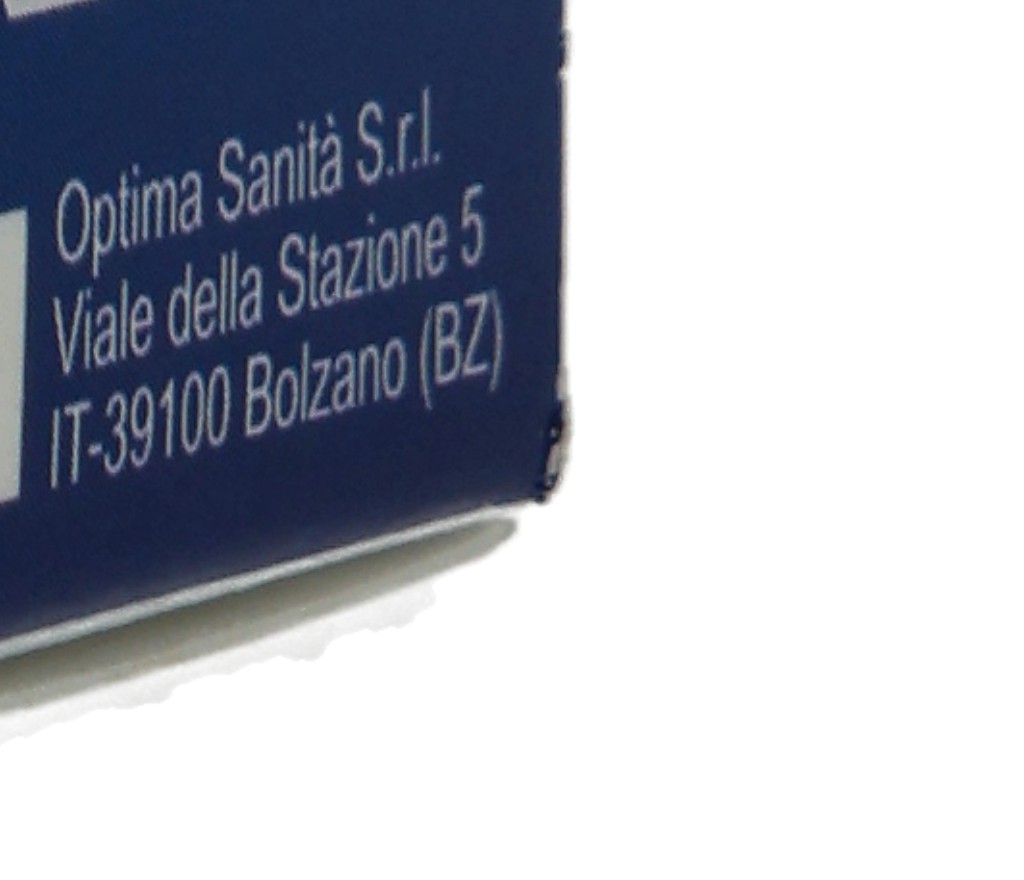 Optima Sanità S.r.l.
Viale della Stazione 5
IT-39100 Bolzano (BZ)